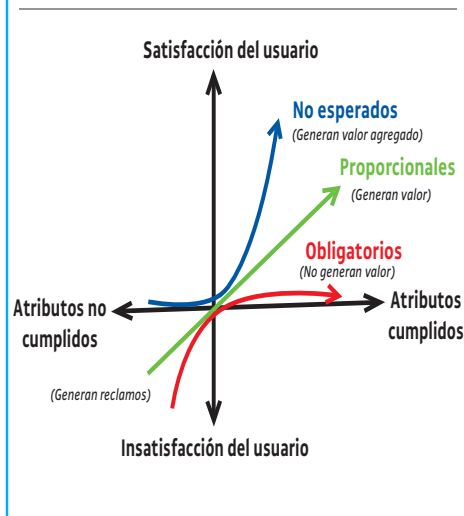 Satisfacción del usuario
No esperados
(Generan valor agregado)
Proporcionales
(Generan valor)
Obligatorios
(No generan valor)
Atributos no
cumplidos
Atributos
cumplidos
(Generan reclamos)
Insatisfacción del usuario